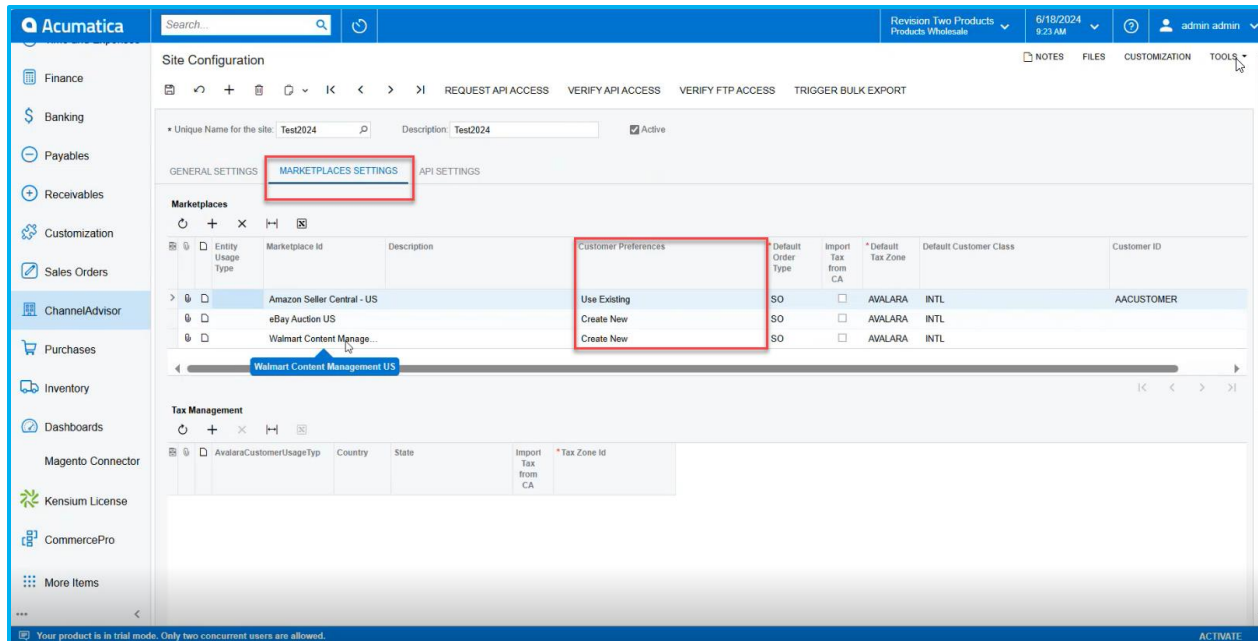 Acumatica
Search...
Revision Two Products
Products Wholesale
6/18/2024
9:23 AM
admin admin
Finance
Banking
Payables
Receivables
Customization
Sales Orders
ChannelAdvisor
Purchases
Inventory
Dashboards
Magento Connector
Kensium License
CommercePro
More Items
Site Configuration
NOTES FILES CUSTOMIZATION TOOLS
REQUEST API ACCESS VERIFY API ACCESS VERIFY FTP ACCESS TRIGGER BULK EXPORT
* Unique Name for the site: Test2024 Description: Test2024 Active
GENERAL SETTINGS MARKETPLACES SETTINGS API SETTINGS
Marketplaces
Entity Usage Type Marketplace Id Description Customer Preferences *Default Order Type Import Tax from CA *Default Tax Zone Default Customer Class Customer ID
Amazon Seller Central - US Use Existing SO AVALARA INTL AACUSTOMER
eBay Auction US Create New SO AVALARA INTL
Walmart Content Manage... Create New SO AVALARA INTL
Walmart Content Management US
Tax Management
AvalaraCustomerUsageTyp Country State Import Tax from CA *Tax Zone Id
Your product is in trial mode. Only two concurrent users are allowed.
ACTIVATE